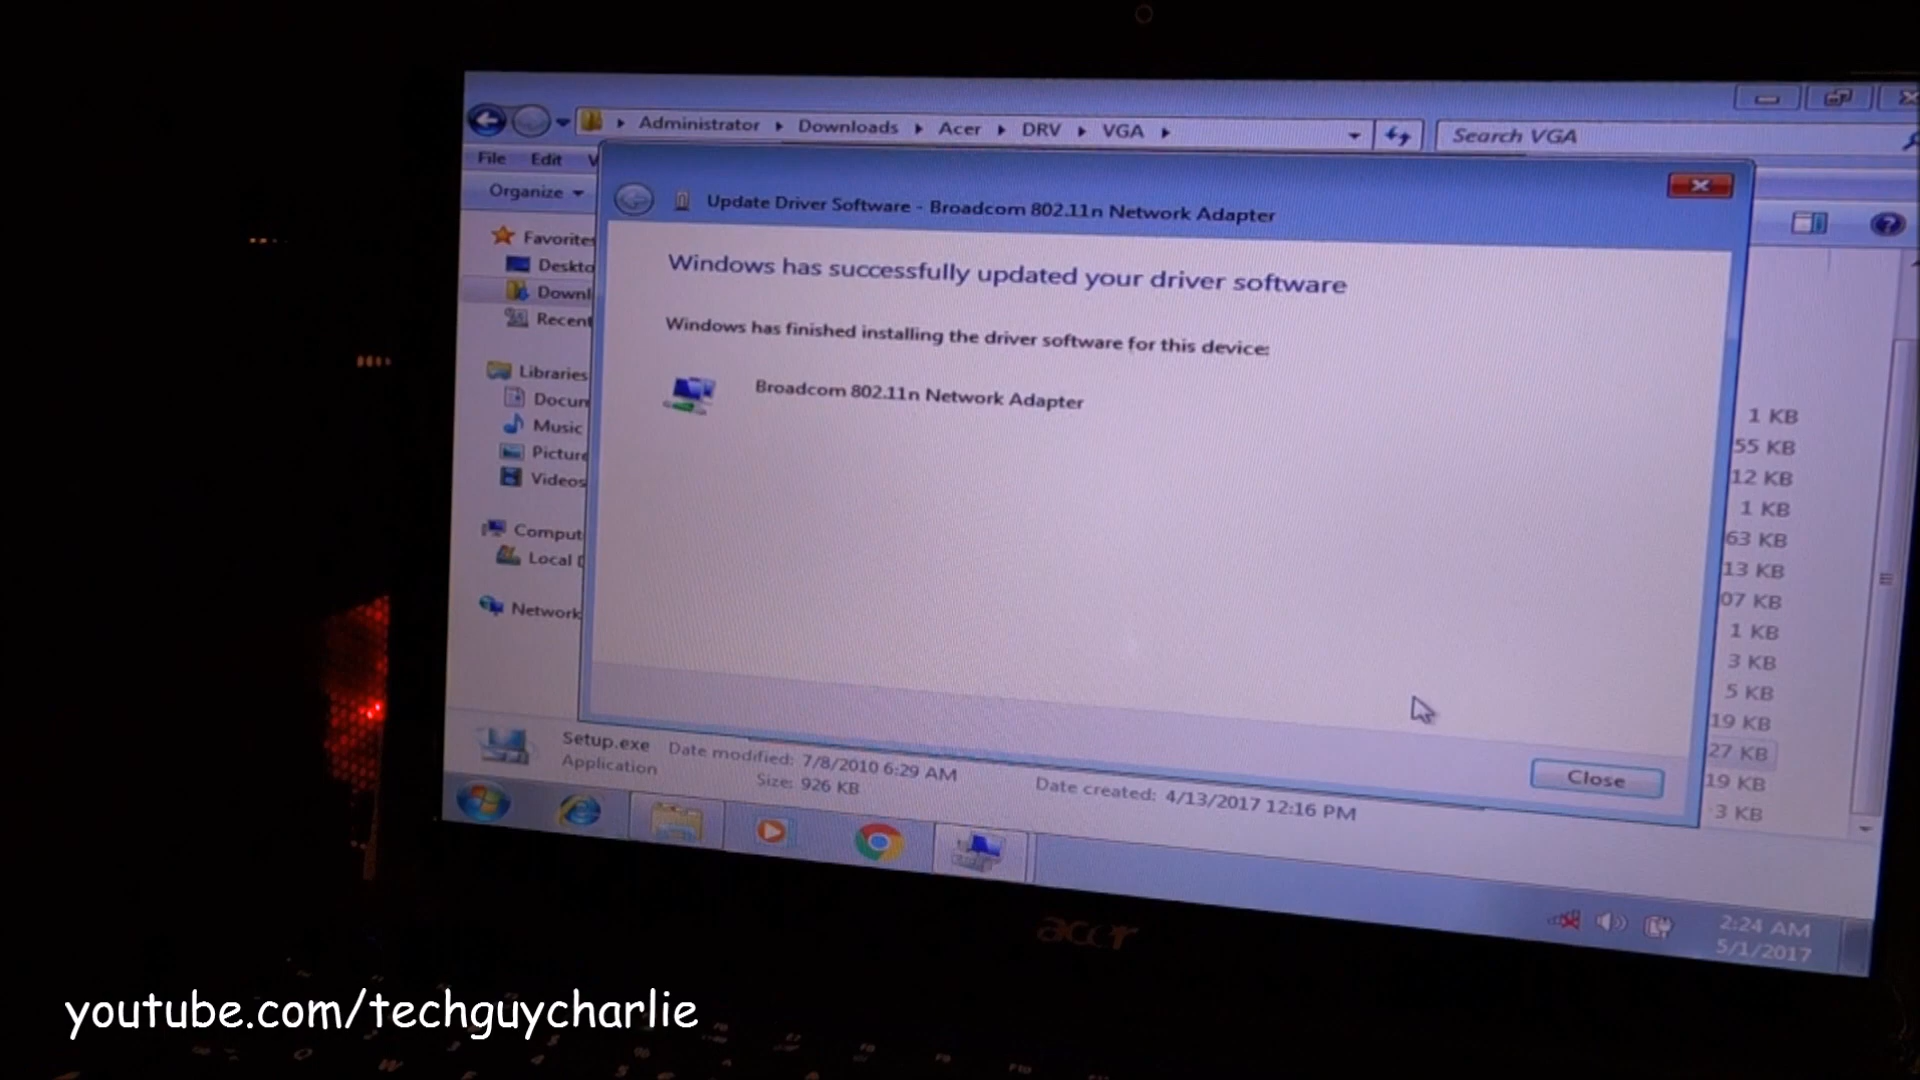 Administrator ▸ Downloads ▸ Acer ▸ DRV ▸ VGA ▸
Search VGA
File Edit V
Organize
Update Driver Software - Broadcom 802.11n Network Adapter
Windows has successfully updated your driver software
Windows has finished installing the driver software for this device:
Broadcom 802.11n Network Adapter
Favorites
Deskto
Downl
Recent
Libraries
Docum
Music
Picture
Videos
Comput
Local D
Network
1 KB
55 KB
12 KB
1 KB
63 KB
13 KB
07 KB
1 KB
3 KB
5 KB
19 KB
27 KB
19 KB
3 KB
Close
Setup.exe Date modified: 7/8/2010 6:29 AM Date created: 4/13/2017 12:16 PM
Application Size: 926 KB
2:24 AM
5/1/2017
acer
youtube.com/techguycharlie